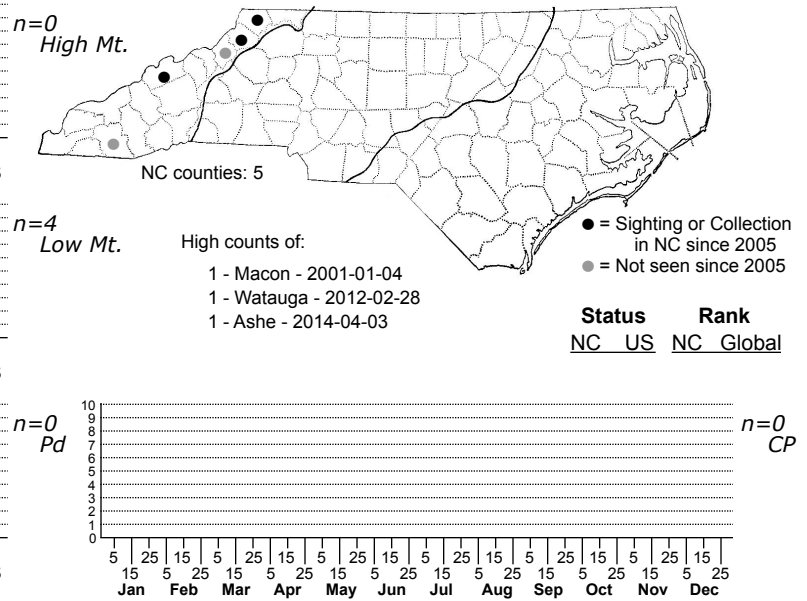 n=0
High Mt.
NC counties: 5
n=4
Low Mt.
High counts of:
1 - Macon - 2001-01-04
1 - Watauga - 2012-02-28
1 - Ashe - 2014-04-03
● = Sighting or Collection
in NC since 2005
● = Not seen since 2005
Status Rank
NC US NC Global
n=0
Pd
n=0
CP
10
9
8
7
6
5
4
3
2
1
0
5 25 15 5 25 15 5 25 15 5 25 15 5 25 15 5 25 15
15 5 25 15 5 25 15 5 25 15 5 25 15 5 25 15 5 25
Jan Feb Mar Apr May Jun Jul Aug Sep Oct Nov Dec